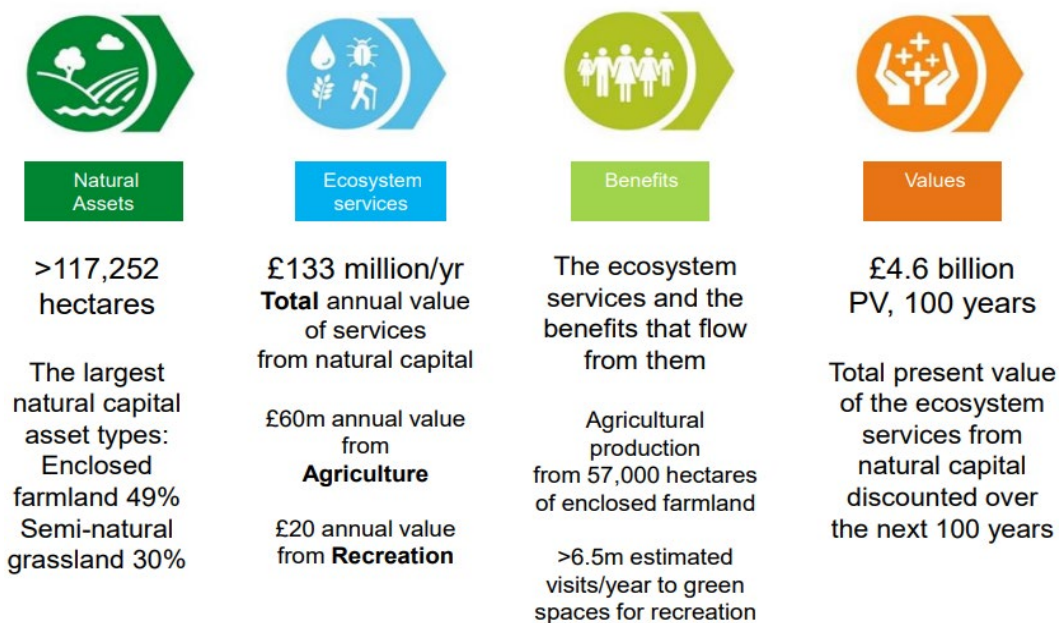 Natural
Assets
>117,252
hectares
The largest
natural capital
asset types:
Enclosed
farmland 49%
Semi-natural
grassland 30%
Ecosystem
services
£133 million/yr
Total annual value
of services
from natural capital
£60m annual value
from
Agriculture
£20 annual value
from Recreation
Benefits
The ecosystem
services and the
benefits that flow
from them
Agricultural
production
from 57,000 hectares
of enclosed farmland
>6.5m estimated
visits/year to green
spaces for recreation
Values
£4.6 billion
PV, 100 years
Total present value
of the ecosystem
services from
natural capital
discounted over
the next 100 years